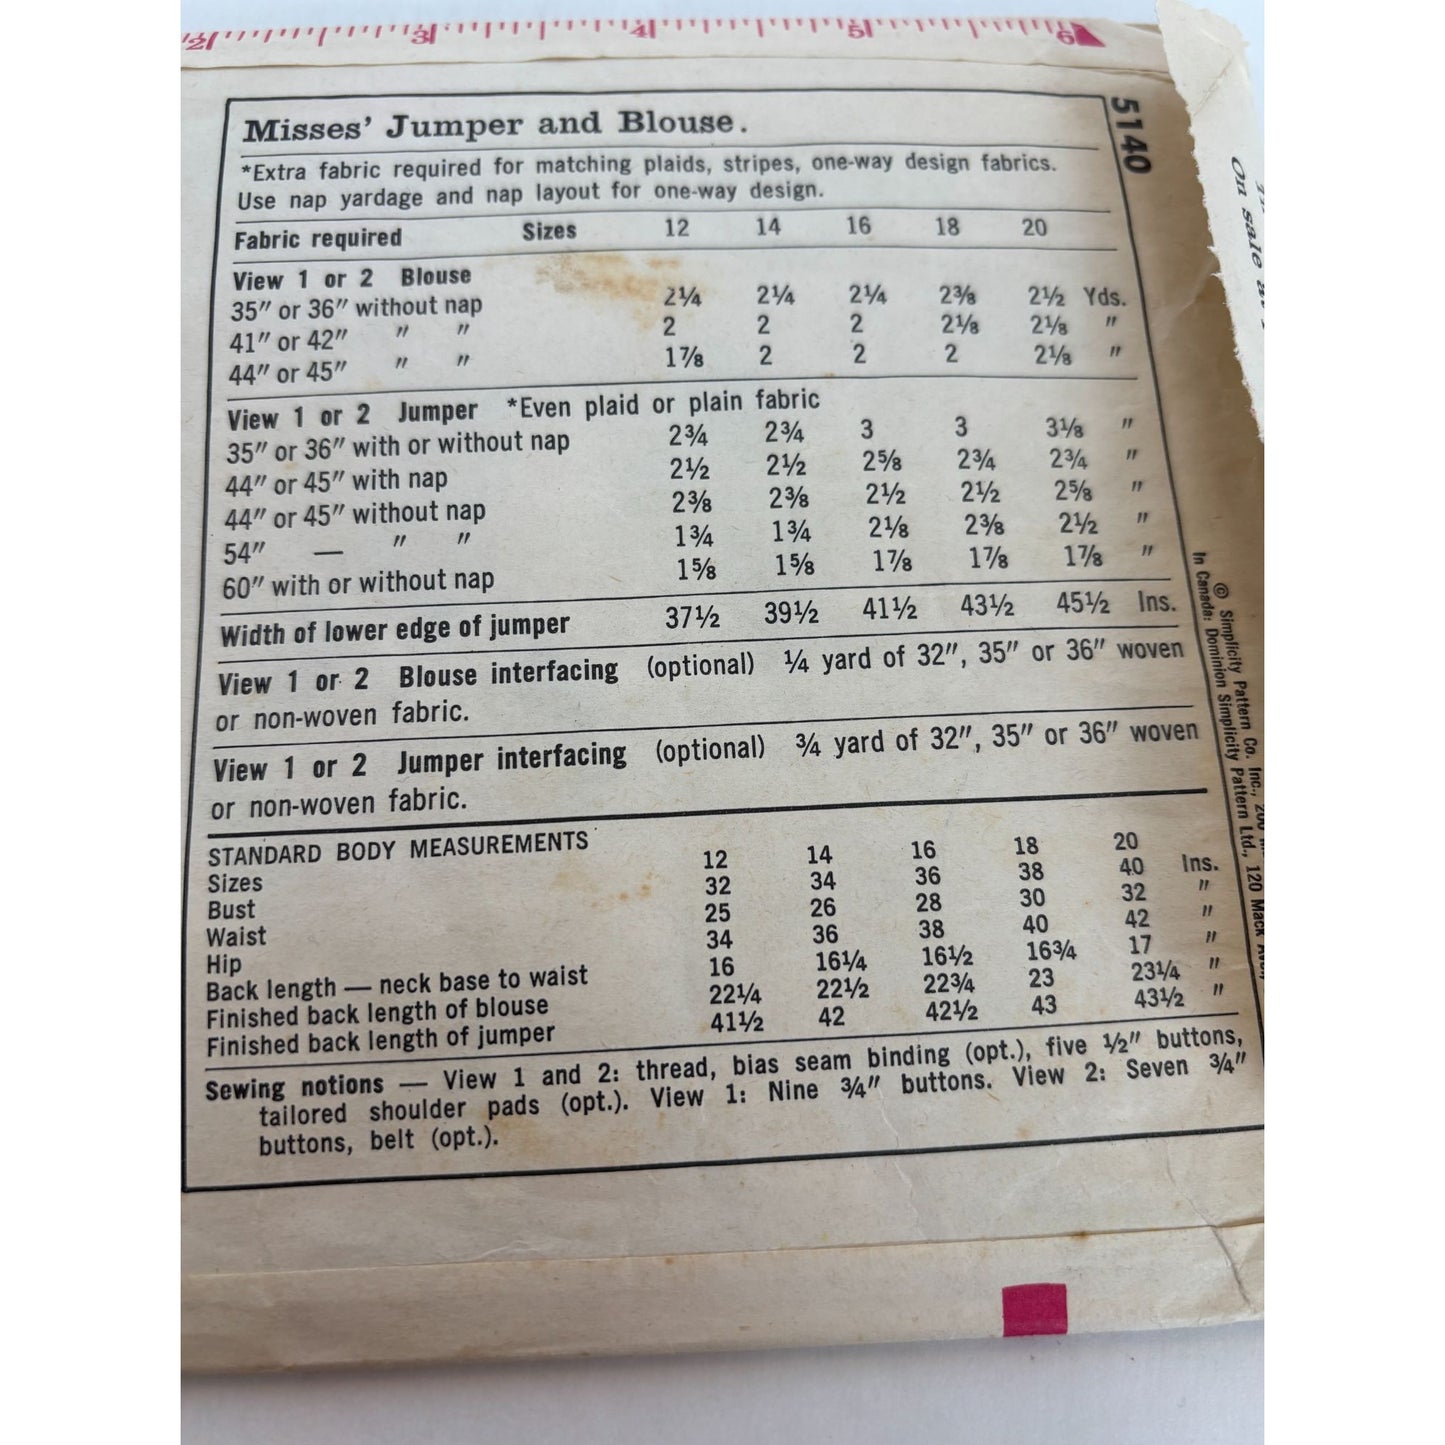 2 3 4 5 6
5140
Misses' Jumper and Blouse.
*Extra fabric required for matching plaids, stripes, one-way design fabrics.
Use nap yardage and nap layout for one-way design.
Fabric required Sizes 12 14 16 18 20
View 1 or 2 Blouse
35" or 36" without nap 2¼ 2¼ 2¼ 2⅜ 2½ Yds.
41" or 42" " " 2 2 2 2⅛ 2⅛ "
44" or 45" " " 1⅞ 2 2 2 2⅛ "
View 1 or 2 Jumper *Even plaid or plain fabric
35" or 36" with or without nap 2¾ 2¾ 3 3 3⅛ "
44" or 45" with nap 2½ 2½ 2⅝ 2¾ 2¾ "
44" or 45" without nap 2⅜ 2⅜ 2½ 2½ 2⅝ "
54" — " " 1¾ 1¾ 2⅛ 2⅜ 2½ "
60" with or without nap 1⅝ 1⅝ 1⅞ 1⅞ 1⅞ "
Width of lower edge of jumper 37½ 39½ 41½ 43½ 45½ Ins.
View 1 or 2 Blouse interfacing (optional) ¼ yard of 32", 35" or 36" woven
or non-woven fabric.
View 1 or 2 Jumper interfacing (optional) ¾ yard of 32", 35" or 36" woven
or non-woven fabric.
STANDARD BODY MEASUREMENTS
Sizes 12 14 16 18 20
Bust 32 34 36 38 40 Ins.
Waist 25 26 28 30 32 "
Hip 34 36 38 40 42 "
Back length — neck base to waist 16 16¼ 16½ 16¾ 17 "
Finished back length of blouse 22¼ 22½ 22¾ 23 23¼ "
Finished back length of jumper 41½ 42 42½ 43 43½ "
Sewing notions — View 1 and 2: thread, bias seam binding (opt.), five ½" buttons,
tailored shoulder pads (opt.). View 1: Nine ¾" buttons. View 2: Seven ¾"
buttons, belt (opt.).
© Simplicity Pattern Co. Inc., 200
In Canada: Dominion Simplicity Pattern Ltd., 120 Mack
On sale at